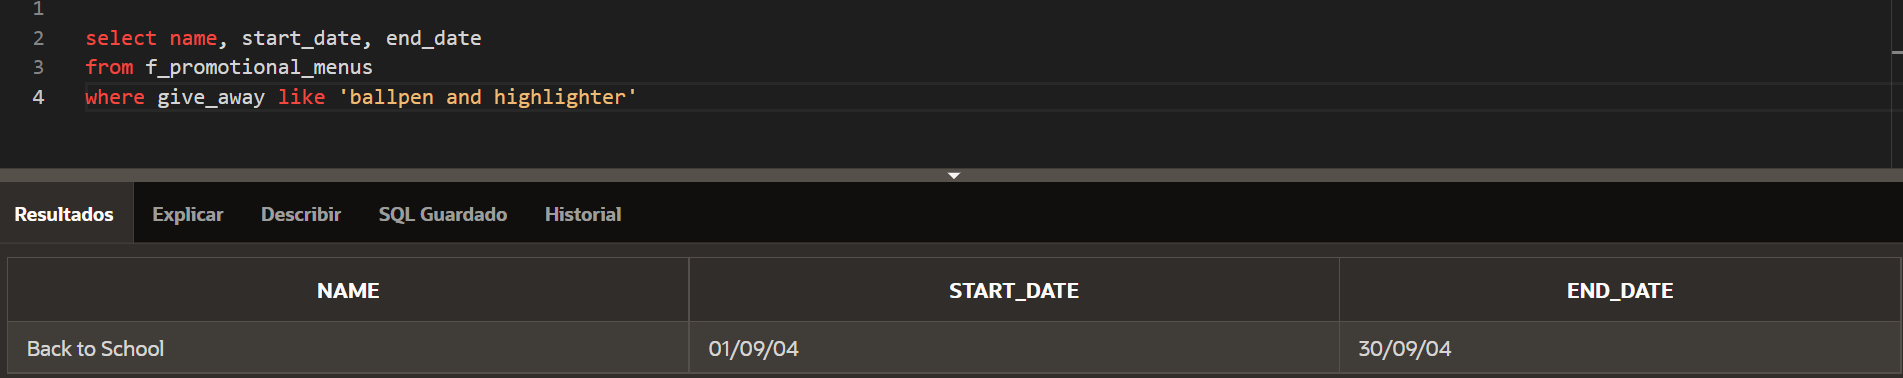 1
2 select name, start_date, end_date
3 from f_promotional_menus
4 where give_away like 'ballpen and highlighter'
Resultados Explicar Describir SQL Guardado Historial
NAME START_DATE END_DATE
Back to School 01/09/04 30/09/04